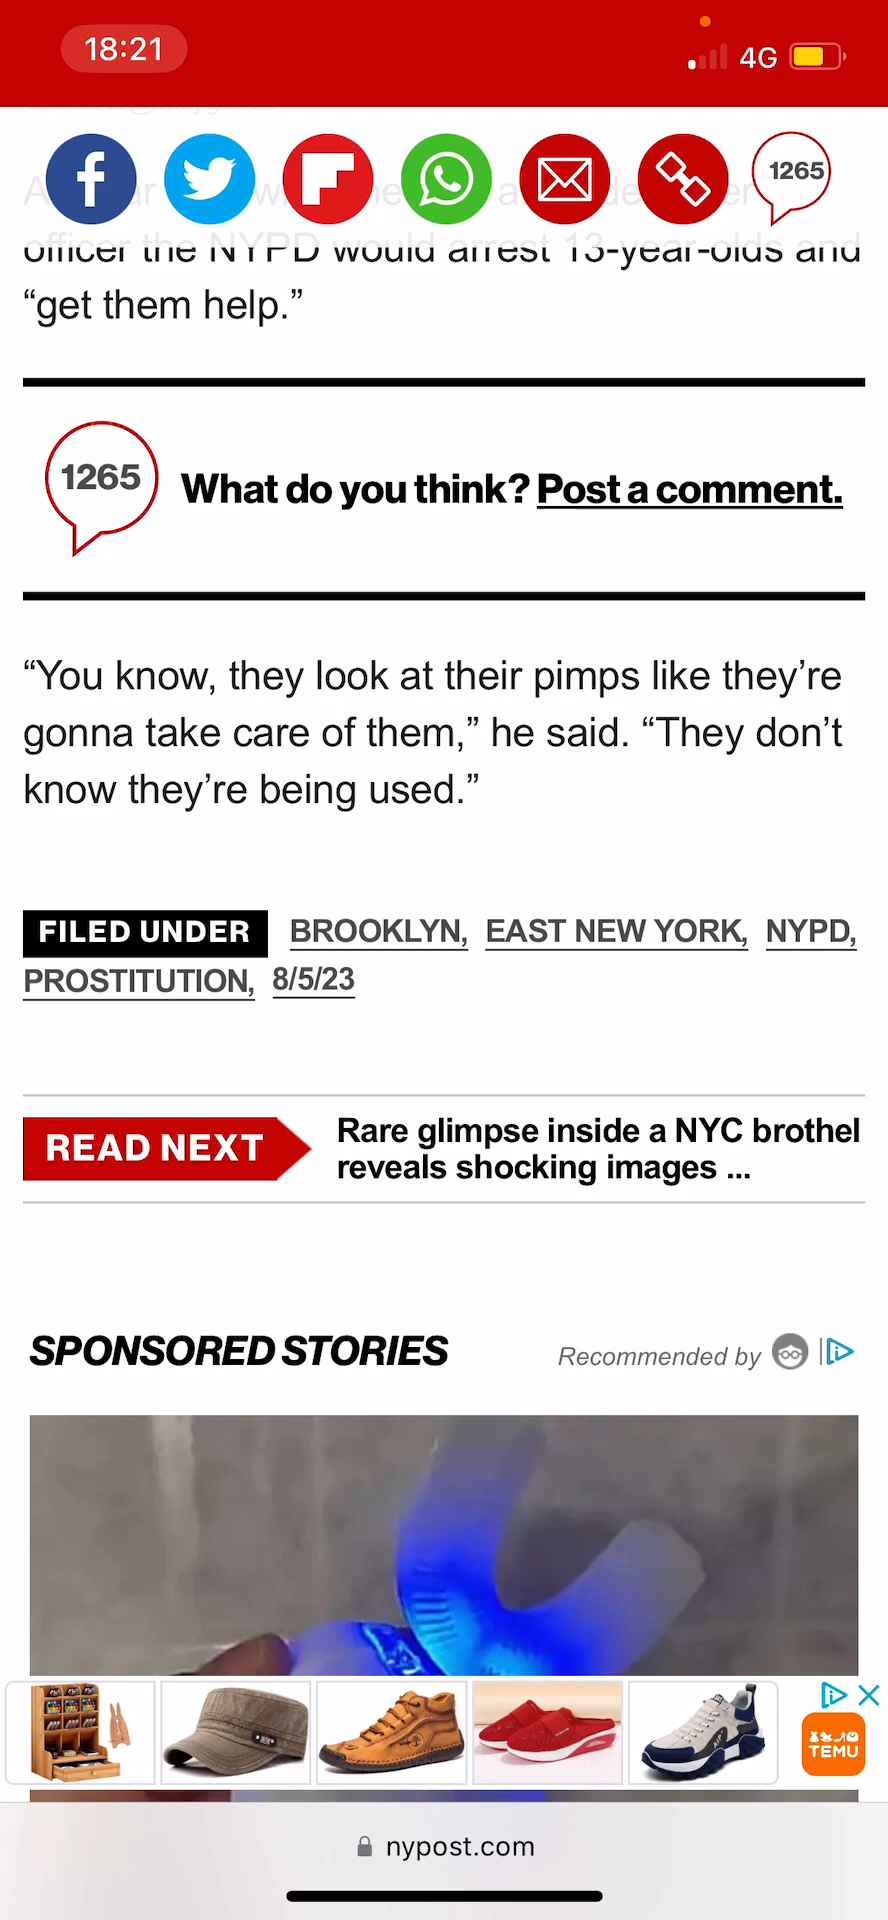 18:21
4G
1265
officer the NYPD would arrest 13-year-olds and
“get them help.”
1265
What do you think? Post a comment.
“You know, they look at their pimps like they’re
gonna take care of them,” he said. “They don’t
know they’re being used.”
FILED UNDER BROOKLYN, EAST NEW YORK, NYPD,
PROSTITUTION, 8/5/23
READ NEXT
Rare glimpse inside a NYC brothel
reveals shocking images ...
SPONSORED STORIES
Recommended by
TEMU
nypost.com